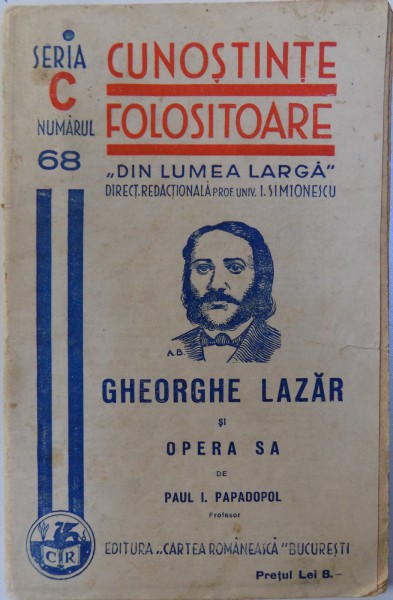 SERIA
C
NUMĂRUL
68
CUNOȘTINȚE
FOLOSITOARE
„DIN LUMEA LARGĂ"
DIRECT. REDACȚIONALĂ PROF. UNIV. I. SIMIONESCU
A.B.
GHEORGHE LAZĂR
ȘI
OPERA SA
DE
PAUL I. PAPADOPOL
Profesor
C R
EDITURA „CARTEA ROMÂNEASCĂ" BUCUREȘTI
Prețul Lei 8.—